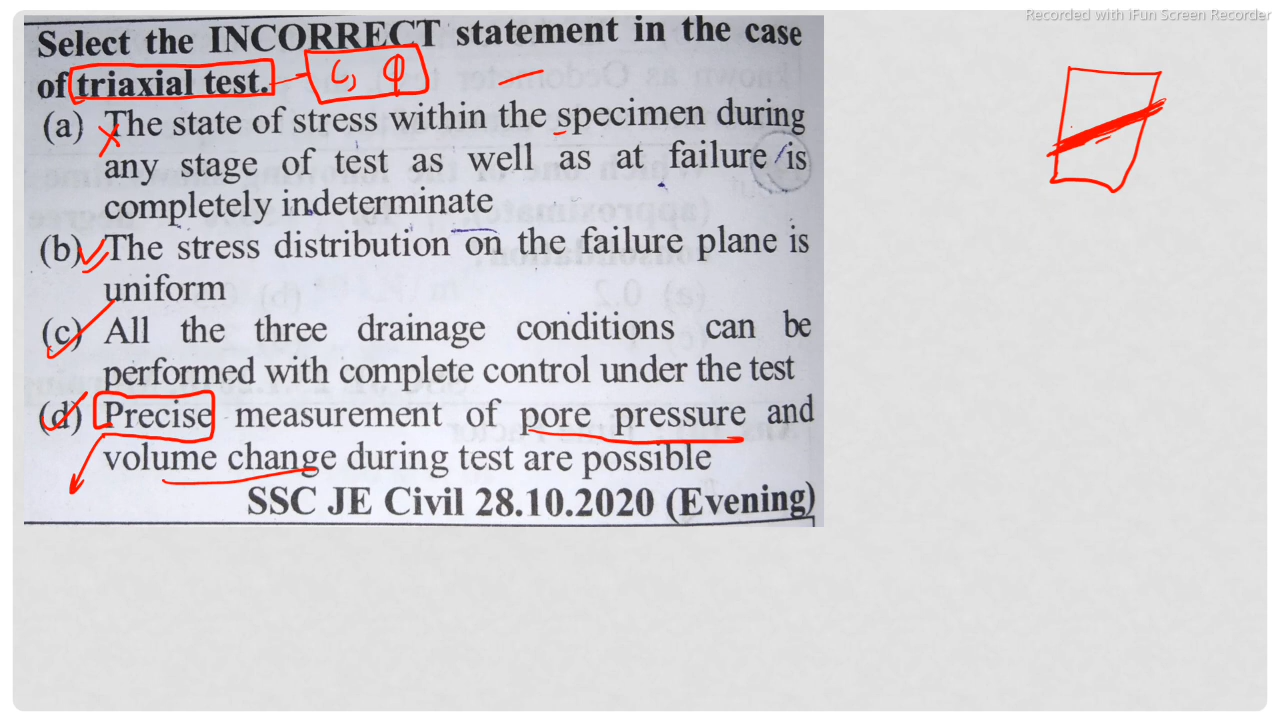 Recorded with iFun Screen Recorder
Select the INCORRECT statement in the case
of triaxial test. C, φ
(a) The state of stress within the specimen during
any stage of test as well as at failure is
completely indeterminate
(b) The stress distribution on the failure plane is
uniform
(c) All the three drainage conditions can be
performed with complete control under the test
(d) Precise measurement of pore pressure and
volume change during test are possible
SSC JE Civil 28.10.2020 (Evening)